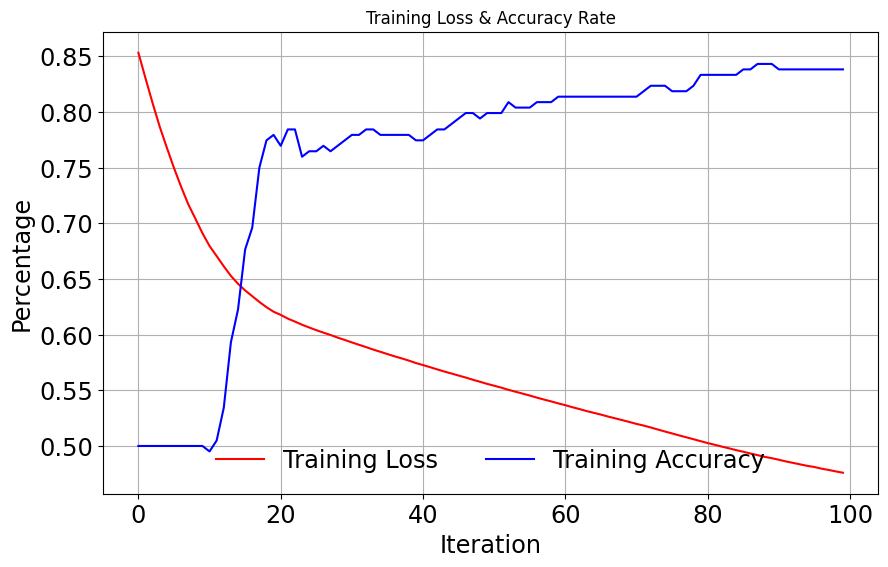 Training Loss & Accuracy Rate
0.85
0.80
0.75
0.70
0.65
0.60
0.55
0.50
Percentage
Training Loss Training Accuracy
0 20 40 60 80 100
Iteration